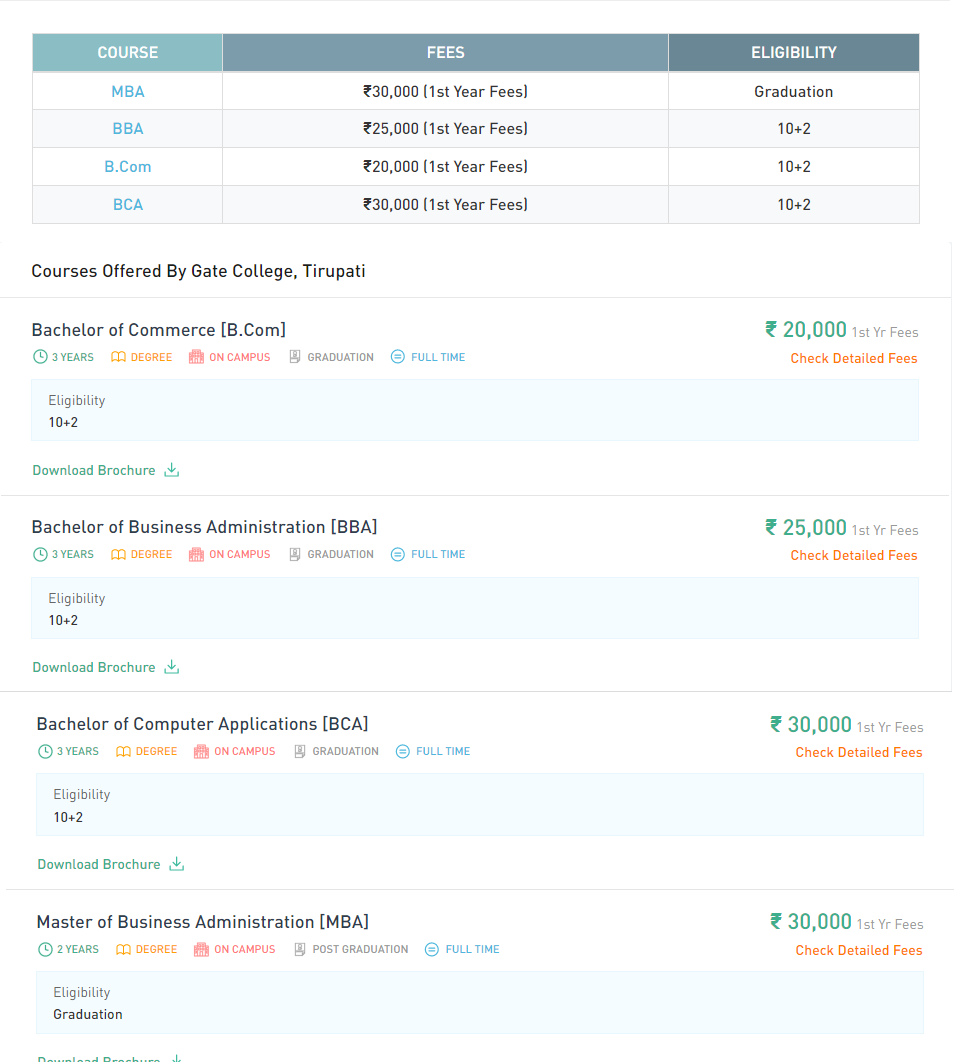 COURSE FEES ELIGIBILITY
MBA ₹30,000 (1st Year Fees) Graduation
BBA ₹25,000 (1st Year Fees) 10+2
B.Com ₹20,000 (1st Year Fees) 10+2
BCA ₹30,000 (1st Year Fees) 10+2
Courses Offered By Gate College, Tirupati
Bachelor of Commerce [B.Com] ₹ 20,000 1st Yr Fees
3 YEARS DEGREE ON CAMPUS GRADUATION FULL TIME Check Detailed Fees
Eligibility
10+2
Download Brochure
Bachelor of Business Administration [BBA] ₹ 25,000 1st Yr Fees
3 YEARS DEGREE ON CAMPUS GRADUATION FULL TIME Check Detailed Fees
Eligibility
10+2
Download Brochure
Bachelor of Computer Applications [BCA] ₹ 30,000 1st Yr Fees
3 YEARS DEGREE ON CAMPUS GRADUATION FULL TIME Check Detailed Fees
Eligibility
10+2
Download Brochure
Master of Business Administration [MBA] ₹ 30,000 1st Yr Fees
2 YEARS DEGREE ON CAMPUS POST GRADUATION FULL TIME Check Detailed Fees
Eligibility
Graduation
Download Brochure